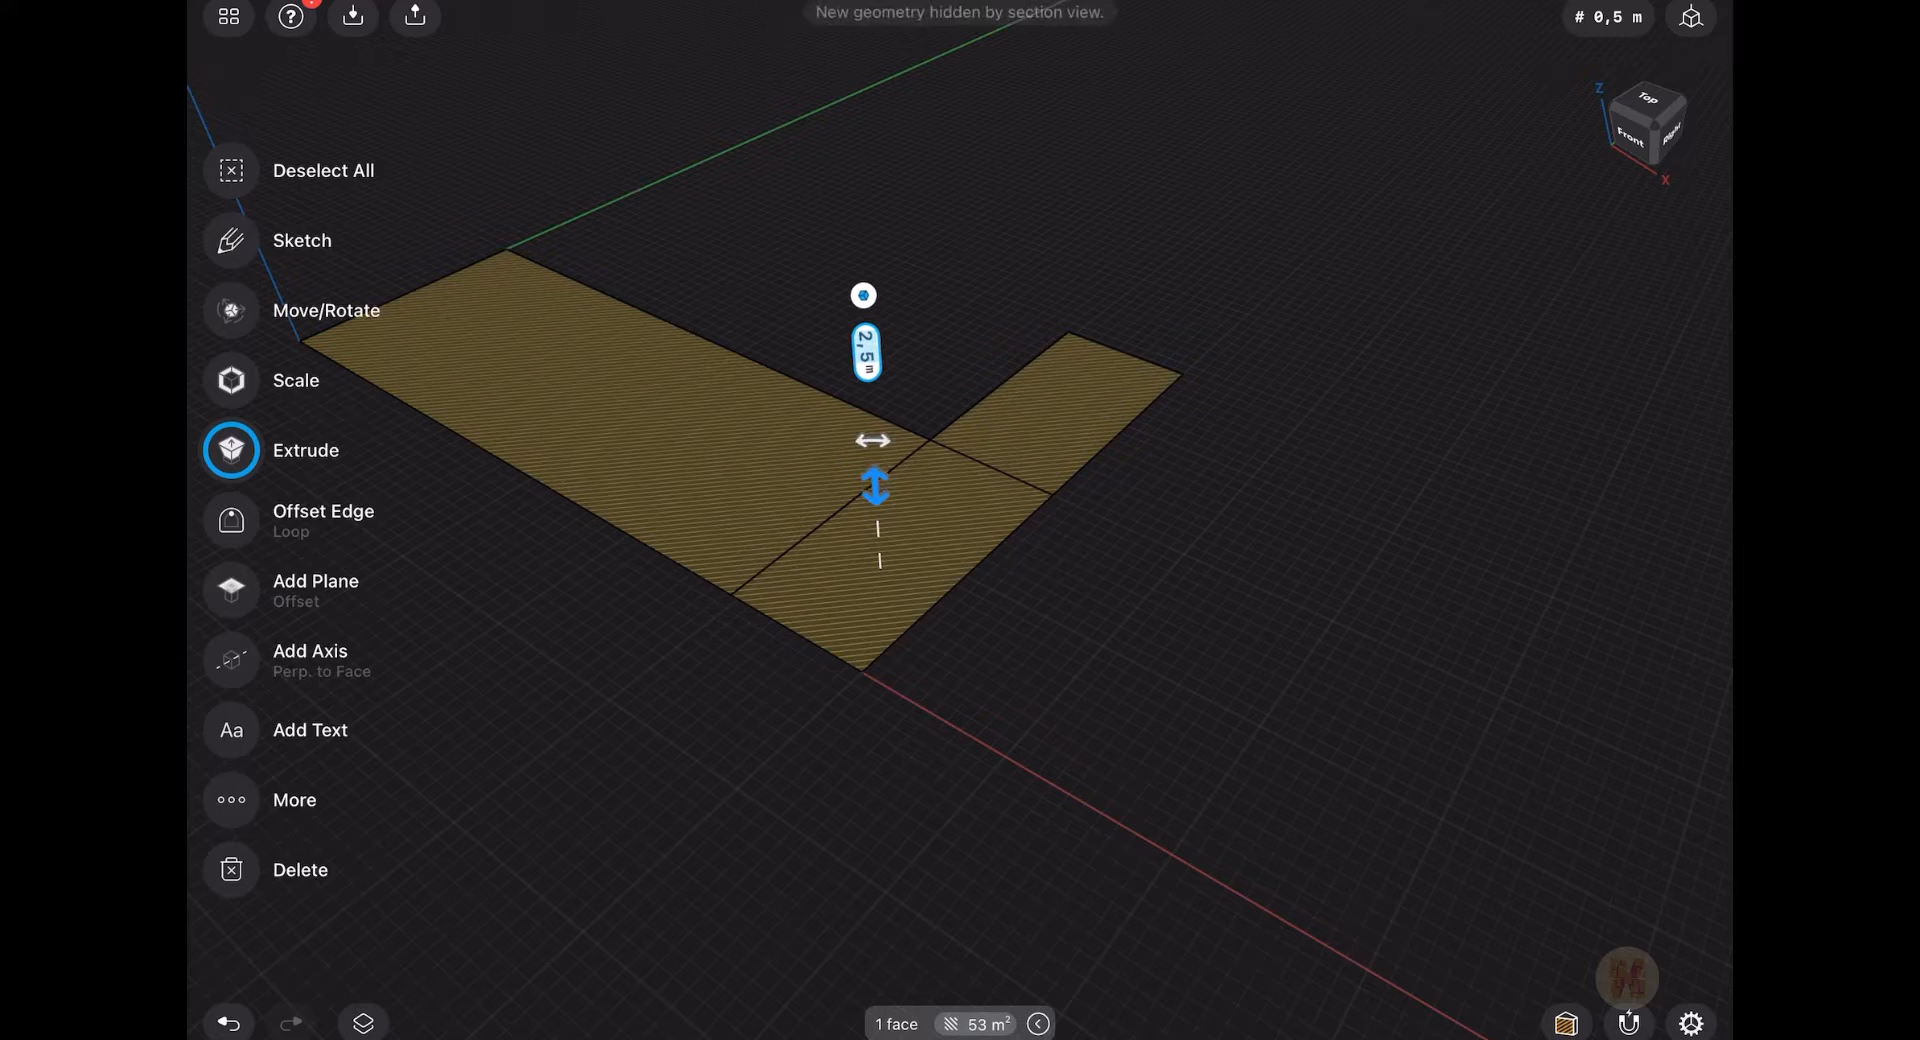 New geometry hidden by section view.
# 0,5 m
Top
Front
Right
Z
X
Deselect All
Sketch
Move/Rotate
Scale
Extrude
Offset Edge
Loop
Add Plane
Offset
Add Axis
Perp. to Face
Aa Add Text
More
Delete
2,5 m
1 face 53 m²